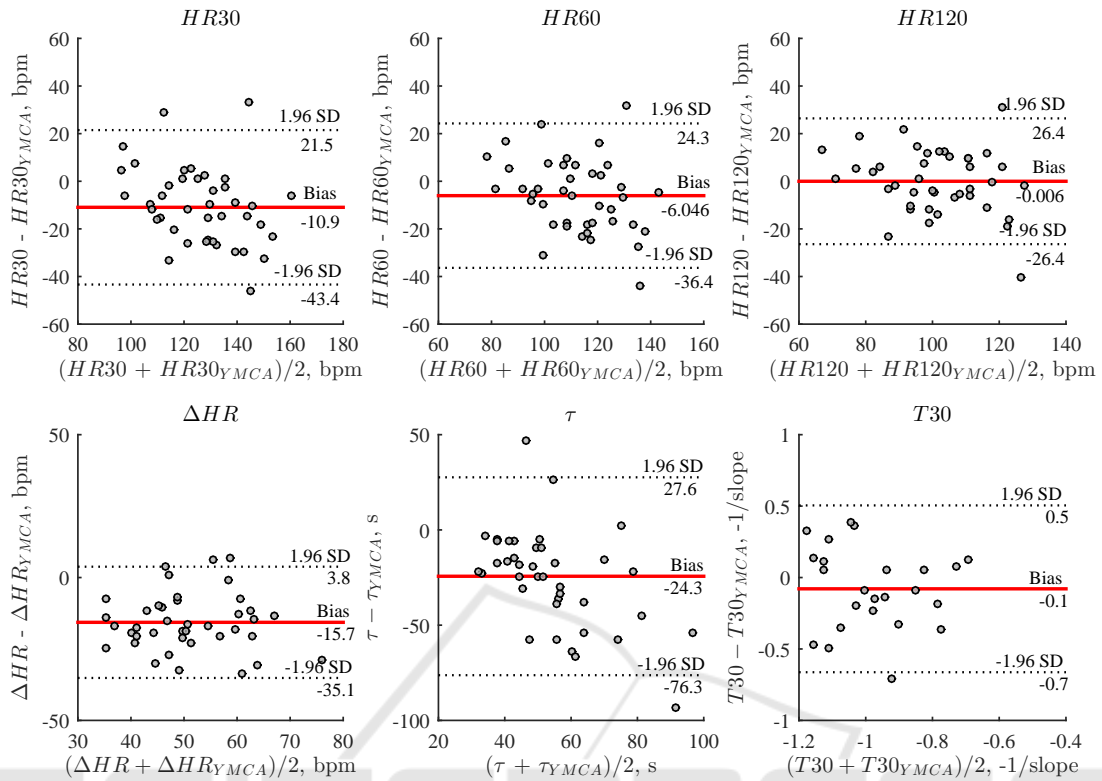 HR30
HR30 - HR30YMCA, bpm
60
40
20
0
-20
-40
-60
1.96 SD
21.5
Bias
-10.9
-1.96 SD
-43.4
80 100 120 140 160 180
(HR30 + HR30YMCA)/2, bpm
HR60
HR60 - HR60YMCA, bpm
60
40
20
0
-20
-40
-60
1.96 SD
24.3
Bias
-6.046
-1.96 SD
-36.4
60 80 100 120 140 160
(HR60 + HR60YMCA)/2, bpm
HR120
HR120 - HR120YMCA, bpm
60
40
20
0
-20
-40
-60
1.96 SD
26.4
Bias
-0.006
-1.96 SD
-26.4
60 80 100 120 140
(HR120 + HR120YMCA)/2, bpm
ΔHR
ΔHR - ΔHRYMCA, bpm
50
0
-50
1.96 SD
3.8
Bias
-15.7
-1.96 SD
-35.1
30 40 50 60 70 80
(ΔHR + ΔHRYMCA)/2, bpm
τ
τ − τYMCA, s
50
0
-50
-100
1.96 SD
27.6
Bias
-24.3
-1.96 SD
-76.3
20 40 60 80 100
(τ + τYMCA)/2, s
T30
T30 − T30YMCA, -1/slope
1
0.5
0
-0.5
-1
1.96 SD
0.5
Bias
-0.1
-1.96 SD
-0.7
-1.2 -1 -0.8 -0.6 -0.4
(T30 + T30YMCA)/2, -1/slope